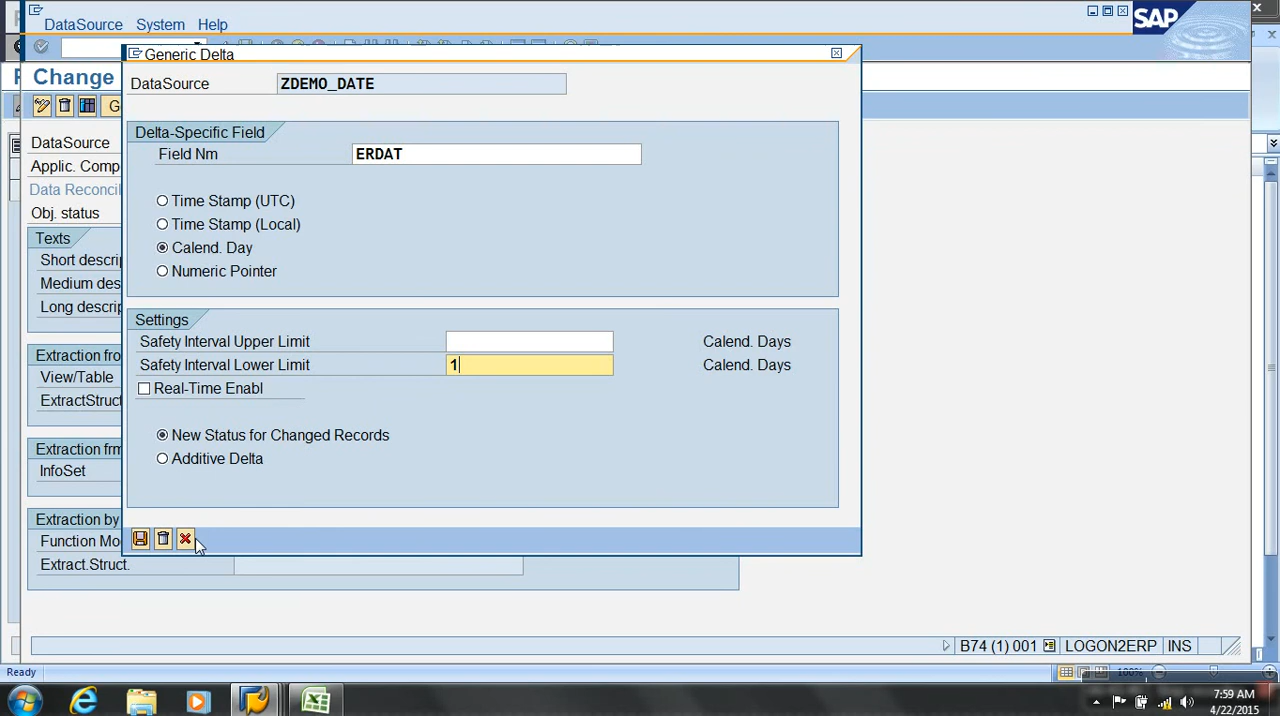 DataSource System Help
SAP
Generic Delta
DataSource ZDEMO_DATE
Change
G
Delta-Specific Field
DataSource
Field Nm ERDAT
Applic. Comp
Data Reconcil
Time Stamp (UTC)
Obj. status
Time Stamp (Local)
Texts
Calend. Day
Short descrip
Numeric Pointer
Medium des
Long descrip
Settings
Safety Interval Upper Limit Calend. Days
Extraction fro
Safety Interval Lower Limit 1 Calend. Days
View/Table
Real-Time Enabl
ExtractStruct.
New Status for Changed Records
Extraction frm
Additive Delta
InfoSet
Extraction by
Function Mo
Extract.Struct.
B74 (1) 001 LOGON2ERP INS
Ready 100%
7:59 AM
4/22/2015